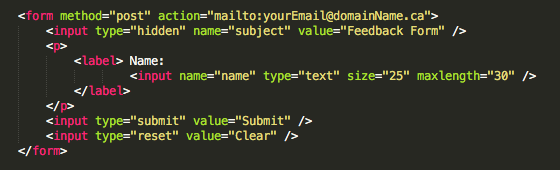 <form method="post" action="mailto:yourEmail@domainName.ca">
<input type="hidden" name="subject" value="Feedback Form" />
<p>
<label> Name:
<input name="name" type="text" size="25" maxlength="30" />
</label>
</p>
<input type="submit" value="Submit" />
<input type="reset" value="Clear" />
</form>